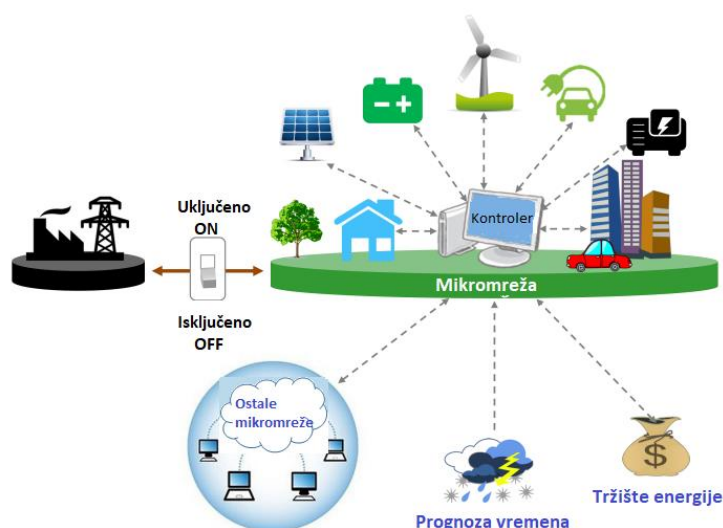 Uključeno
ON
Isključeno
OFF
Kontroler
Mikromreža
Ostale
mikromreže
Prognoza vremena
Tržište energije